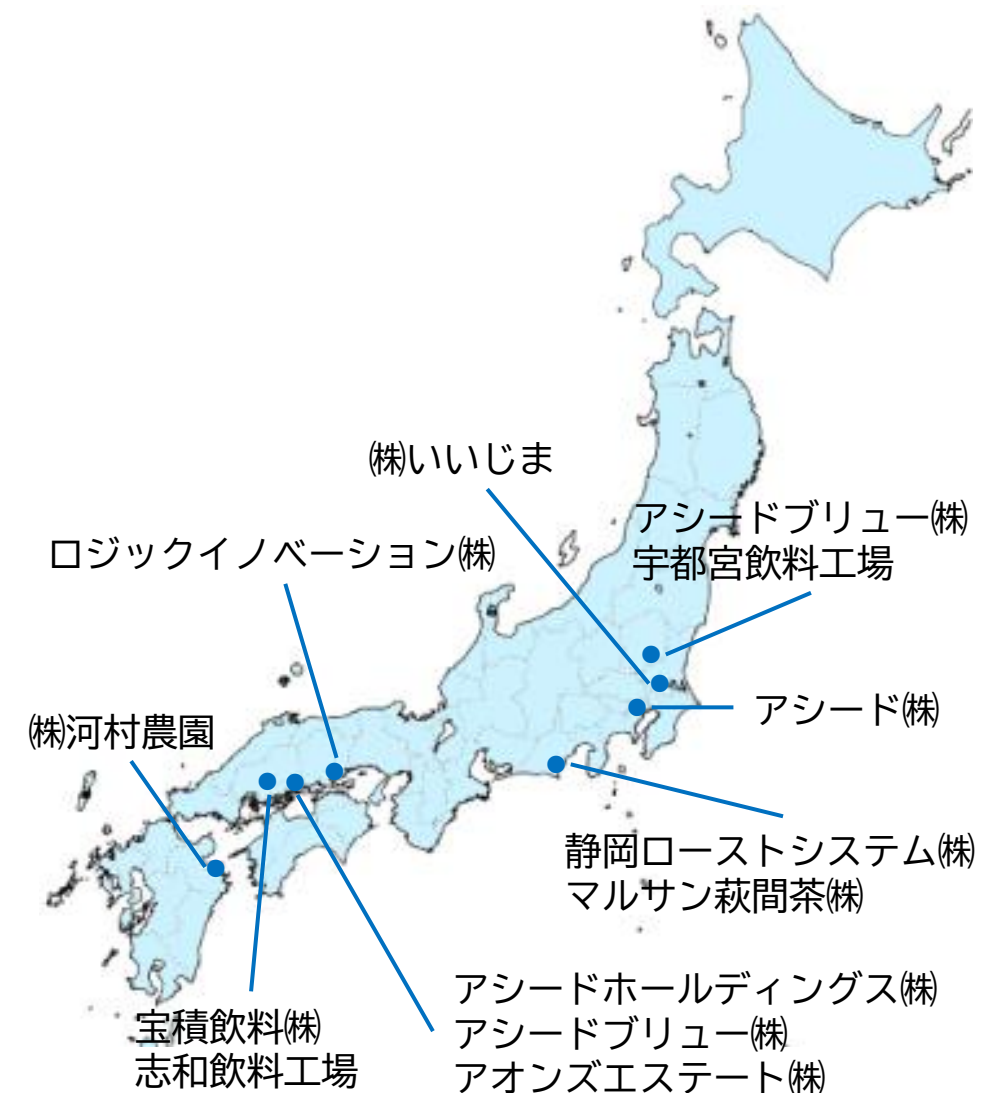 ㈱いいじま
アシードブリュー㈱
宇都宮飲料工場
ロジックイノベーション㈱
アシード㈱
㈱河村農園
静岡ローストシステム㈱
マルサン萩間茶㈱
アシードホールディングス㈱
アシードブリュー㈱
アオンズエステート㈱
宝積飲料㈱
志和飲料工場